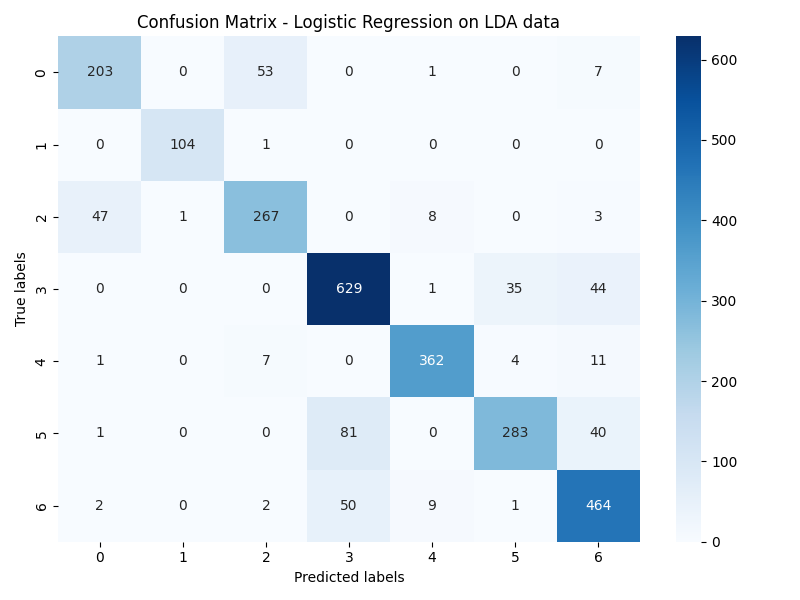 Confusion Matrix - Logistic Regression on LDA data
True labels
0 203 0 53 0 1 0 7
1 0 104 1 0 0 0 0
2 47 1 267 0 8 0 3
3 0 0 0 629 1 35 44
4 1 0 7 0 362 4 11
5 1 0 0 81 0 283 40
6 2 0 2 50 9 1 464
0 1 2 3 4 5 6
Predicted labels
600
500
400
300
200
100
0